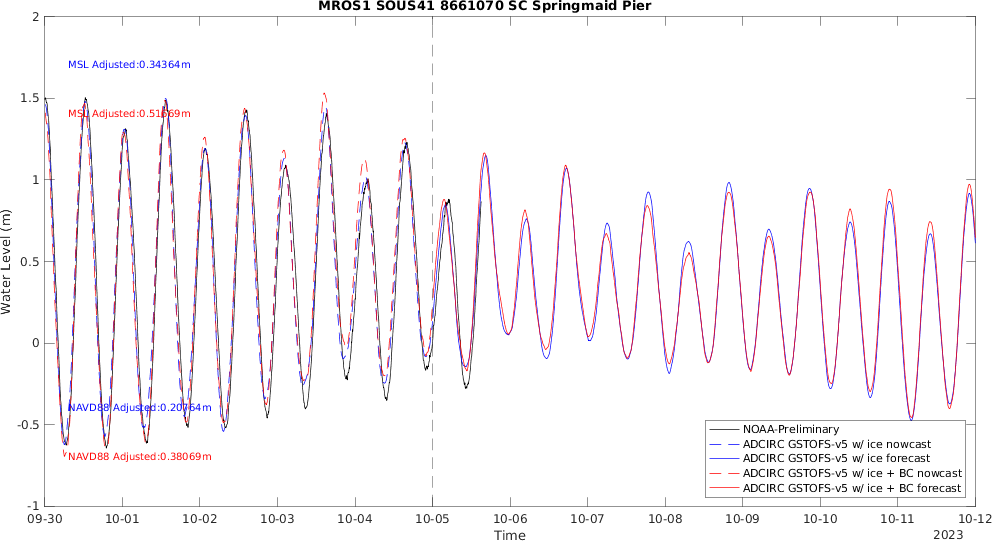 MROS1 SOUS41 8661070 SC Springmaid Pier
2
1.5
1
0.5
0
-0.5
-1
Water Level (m)
MSL Adjusted:0.34364m
MSL Adjusted:0.51669m
NAVD88 Adjusted:0.20764m
NAVD88 Adjusted:0.38069m
NOAA-Preliminary
ADCIRC GSTOFS-v5 w/ ice nowcast
ADCIRC GSTOFS-v5 w/ ice forecast
ADCIRC GSTOFS-v5 w/ ice + BC nowcast
ADCIRC GSTOFS-v5 w/ ice + BC forecast
09-30 10-01 10-02 10-03 10-04 10-05 10-06 10-07 10-08 10-09 10-10 10-11 10-12
Time
2023